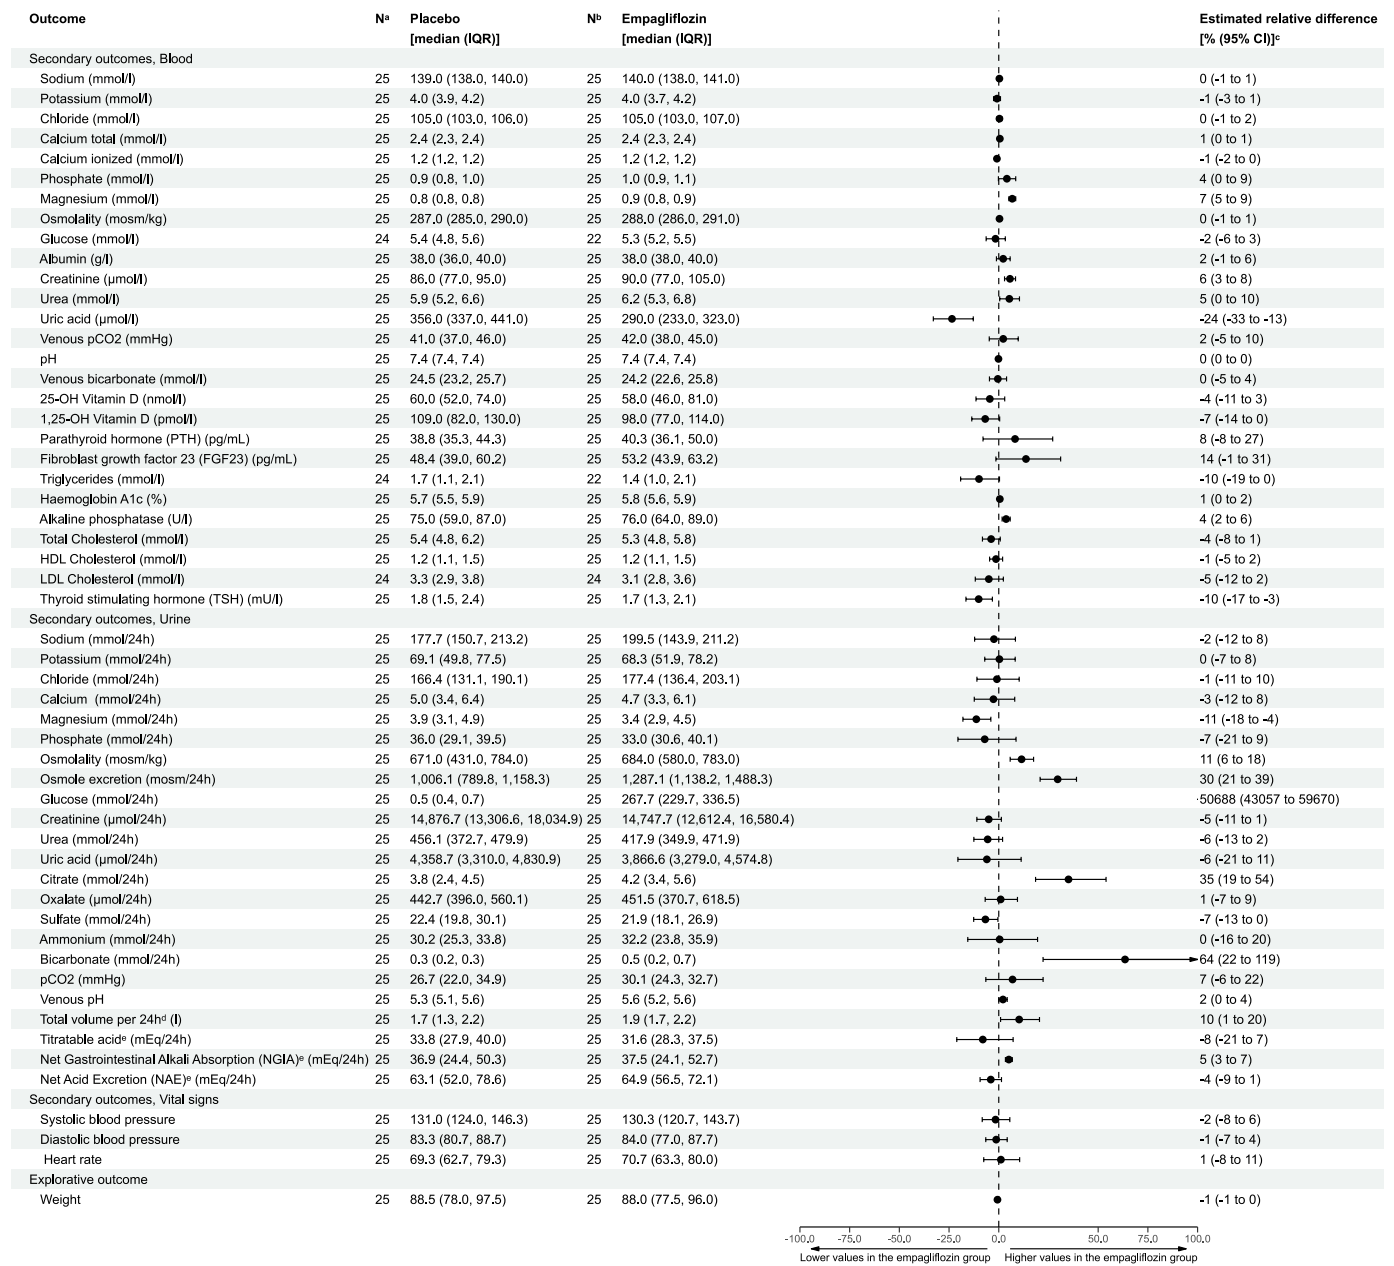 Outcome Nᵃ Placebo Nᵇ Empagliflozin Estimated relative difference
[median (IQR)] [median (IQR)] [% (95% CI)]ᶜ
Secondary outcomes, Blood
Sodium (mmol/l) 25 139.0 (138.0, 140.0) 25 140.0 (138.0, 141.0) 0 (-1 to 1)
Potassium (mmol/l) 25 4.0 (3.9, 4.2) 25 4.0 (3.7, 4.2) -1 (-3 to 1)
Chloride (mmol/l) 25 105.0 (103.0, 106.0) 25 105.0 (103.0, 107.0) 0 (-1 to 2)
Calcium total (mmol/l) 25 2.4 (2.3, 2.4) 25 2.4 (2.3, 2.4) 1 (0 to 1)
Calcium ionized (mmol/l) 25 1.2 (1.2, 1.2) 25 1.2 (1.2, 1.2) -1 (-2 to 0)
Phosphate (mmol/l) 25 0.9 (0.8, 1.0) 25 1.0 (0.9, 1.1) 4 (0 to 9)
Magnesium (mmol/l) 25 0.8 (0.8, 0.8) 25 0.9 (0.8, 0.9) 7 (5 to 9)
Osmolality (mosm/kg) 25 287.0 (285.0, 290.0) 25 288.0 (286.0, 291.0) 0 (-1 to 1)
Glucose (mmol/l) 24 5.4 (4.8, 5.6) 22 5.3 (5.2, 5.5) -2 (-6 to 3)
Albumin (g/l) 25 38.0 (36.0, 40.0) 25 38.0 (38.0, 40.0) 2 (-1 to 6)
Creatinine (µmol/l) 25 86.0 (77.0, 95.0) 25 90.0 (77.0, 105.0) 6 (3 to 8)
Urea (mmol/l) 25 5.9 (5.2, 6.6) 25 6.2 (5.3, 6.8) 5 (0 to 10)
Uric acid (µmol/l) 25 356.0 (337.0, 441.0) 25 290.0 (233.0, 323.0) -24 (-33 to -13)
Venous pCO2 (mmHg) 25 41.0 (37.0, 46.0) 25 42.0 (38.0, 45.0) 2 (-5 to 10)
pH 25 7.4 (7.4, 7.4) 25 7.4 (7.4, 7.4) 0 (0 to 0)
Venous bicarbonate (mmol/l) 25 24.5 (23.2, 25.7) 25 24.2 (22.6, 25.8) 0 (-5 to 4)
25-OH Vitamin D (nmol/l) 25 60.0 (52.0, 74.0) 25 58.0 (46.0, 81.0) -4 (-11 to 3)
1,25-OH Vitamin D (pmol/l) 25 109.0 (82.0, 130.0) 25 98.0 (77.0, 114.0) -7 (-14 to 0)
Parathyroid hormone (PTH) (pg/mL) 25 38.8 (35.3, 44.3) 25 40.3 (36.1, 50.0) 8 (-8 to 27)
Fibroblast growth factor 23 (FGF23) (pg/mL) 25 48.4 (39.0, 60.2) 25 53.2 (43.9, 63.2) 14 (-1 to 31)
Triglycerides (mmol/l) 24 1.7 (1.1, 2.1) 22 1.4 (1.0, 2.1) -10 (-19 to 0)
Haemoglobin A1c (%) 25 5.7 (5.5, 5.9) 25 5.8 (5.6, 5.9) 1 (0 to 2)
Alkaline phosphatase (U/l) 25 75.0 (59.0, 87.0) 25 76.0 (64.0, 89.0) 4 (2 to 6)
Total Cholesterol (mmol/l) 25 5.4 (4.8, 6.2) 25 5.3 (4.8, 5.8) -4 (-8 to 1)
HDL Cholesterol (mmol/l) 25 1.2 (1.1, 1.5) 25 1.2 (1.1, 1.5) -1 (-5 to 2)
LDL Cholesterol (mmol/l) 24 3.3 (2.9, 3.8) 24 3.1 (2.8, 3.6) -5 (-12 to 2)
Thyroid stimulating hormone (TSH) (mU/l) 25 1.8 (1.5, 2.4) 25 1.7 (1.3, 2.1) -10 (-17 to -3)
Secondary outcomes, Urine
Sodium (mmol/24h) 25 177.7 (150.7, 213.2) 25 199.5 (143.9, 211.2) -2 (-12 to 8)
Potassium (mmol/24h) 25 69.1 (49.8, 77.5) 25 68.3 (51.9, 78.2) 0 (-7 to 8)
Chloride (mmol/24h) 25 166.4 (131.1, 190.1) 25 177.4 (136.4, 203.1) -1 (-11 to 10)
Calcium (mmol/24h) 25 5.0 (3.4, 6.4) 25 4.7 (3.3, 6.1) -3 (-12 to 8)
Magnesium (mmol/24h) 25 3.9 (3.1, 4.9) 25 3.4 (2.9, 4.5) -11 (-18 to -4)
Phosphate (mmol/24h) 25 36.0 (29.1, 39.5) 25 33.0 (30.6, 40.1) -7 (-21 to 9)
Osmolality (mosm/kg) 25 671.0 (431.0, 784.0) 25 684.0 (580.0, 783.0) 11 (6 to 18)
Osmole excretion (mosm/24h) 25 1,006.1 (789.8, 1,158.3) 25 1,287.1 (1,138.2, 1,488.3) 30 (21 to 39)
Glucose (mmol/24h) 25 0.5 (0.4, 0.7) 25 267.7 (229.7, 336.5) 50688 (43057 to 59670)
Creatinine (µmol/24h) 25 14,876.7 (13,306.6, 18,034.9) 25 14,747.7 (12,612.4, 16,580.4) -5 (-11 to 1)
Urea (mmol/24h) 25 456.1 (372.7, 479.9) 25 417.9 (349.9, 471.9) -6 (-13 to 2)
Uric acid (µmol/24h) 25 4,358.7 (3,310.0, 4,830.9) 25 3,866.6 (3,279.0, 4,574.8) -6 (-21 to 11)
Citrate (mmol/24h) 25 3.8 (2.4, 4.5) 25 4.2 (3.4, 5.6) 35 (19 to 54)
Oxalate (µmol/24h) 25 442.7 (396.0, 560.1) 25 451.5 (370.7, 618.5) 1 (-7 to 9)
Sulfate (mmol/24h) 25 22.4 (19.8, 30.1) 25 21.9 (18.1, 26.9) -7 (-13 to 0)
Ammonium (mmol/24h) 25 30.2 (25.3, 33.8) 25 32.2 (23.8, 35.9) 0 (-16 to 20)
Bicarbonate (mmol/24h) 25 0.3 (0.2, 0.3) 25 0.5 (0.2, 0.7) 64 (22 to 119)
pCO2 (mmHg) 25 26.7 (22.0, 34.9) 25 30.1 (24.3, 32.7) 7 (-6 to 22)
Venous pH 25 5.3 (5.1, 5.6) 25 5.6 (5.2, 5.6) 2 (0 to 4)
Total volume per 24hᵈ (l) 25 1.7 (1.3, 2.2) 25 1.9 (1.7, 2.2) 10 (1 to 20)
Titratable acidᵉ (mEq/24h) 25 33.8 (27.9, 40.0) 25 31.6 (28.3, 37.5) -8 (-21 to 7)
Net Gastrointestinal Alkali Absorption (NGIA)ᵉ (mEq/24h) 25 36.9 (24.4, 50.3) 25 37.5 (24.1, 52.7) 5 (3 to 7)
Net Acid Excretion (NAE)ᵉ (mEq/24h) 25 63.1 (52.0, 78.6) 25 64.9 (56.5, 72.1) -4 (-9 to 1)
Secondary outcomes, Vital signs
Systolic blood pressure 25 131.0 (124.0, 146.3) 25 130.3 (120.7, 143.7) -2 (-8 to 6)
Diastolic blood pressure 25 83.3 (80.7, 88.7) 25 84.0 (77.0, 87.7) -1 (-7 to 4)
Heart rate 25 69.3 (62.7, 79.3) 25 70.7 (63.3, 80.0) 1 (-8 to 11)
Explorative outcome
Weight 25 88.5 (78.0, 97.5) 25 88.0 (77.5, 96.0) -1 (-1 to 0)
-100.0 -75.0 -50.0 -25.0 0.0 25.0 50.0 75.0 100.0
Lower values in the empagliflozin group Higher values in the empagliflozin group